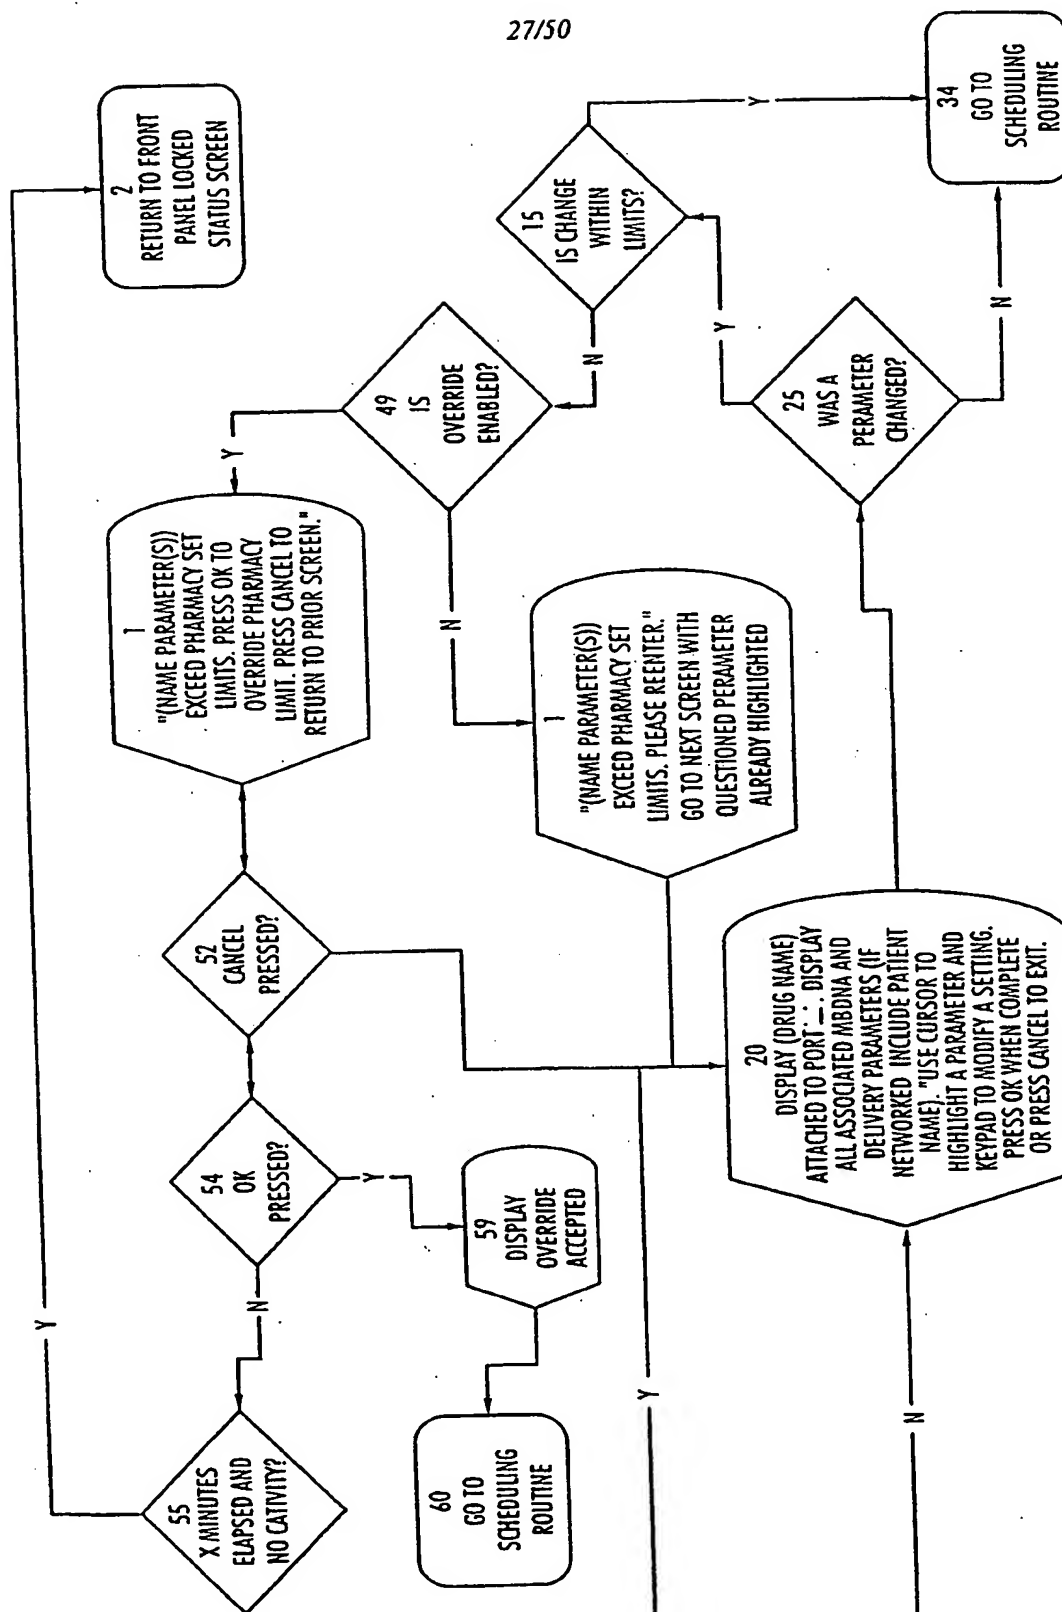 27/50
55
X MINUTES
ELAPSED AND
NO CATIVITY?
Y
N
54
OK
PRESSED?
Y
52
CANCEL
PRESSED?
1
"(NAME PARAMETER(S))
EXCEED PHARMACY SET
LIMITS. PRESS OK TO
OVERRIDE PHARMACY
LIMIT. PRESS CANCEL TO
RETURN TO PRIOR SCREEN."
Y
2
RETURN TO FRONT
PANEL LOCKED
STATUS SCREEN
49
IS
OVERRIDE
ENABLED?
N
N
15
IS CHANGE
WITHIN
LIMITS?
Y
60
GO TO
SCHEDULING
ROUTINE
59
DISPLAY
OVERRIDE
ACCEPTED
1
"(NAME PARAMETER(S))
EXCEED PHARMACY SET
LIMITS. PLEASE REENTER."
GO TO NEXT SCREEN WITH
QUESTIONED PERAMETER
ALREADY HIGHLIGHTED
Y
20
DISPLAY (DRUG NAME)
ATTACHED TO PORT __. DISPLAY
ALL ASSOCIATED MBDNA AND
DELIVERY PARAMETERS (IF
NETWORKED INCLUDE PATIENT
NAME). "USE CURSOR TO
HIGHLIGHT A PARAMETER AND
KEYPAD TO MODIFY A SETTING.
PRESS OK WHEN COMPLETE
OR PRESS CANCEL TO EXIT.
N
25
WAS A
PERAMETER
CHANGED?
Y
N
34
GO TO
SCHEDULING
ROUTINE